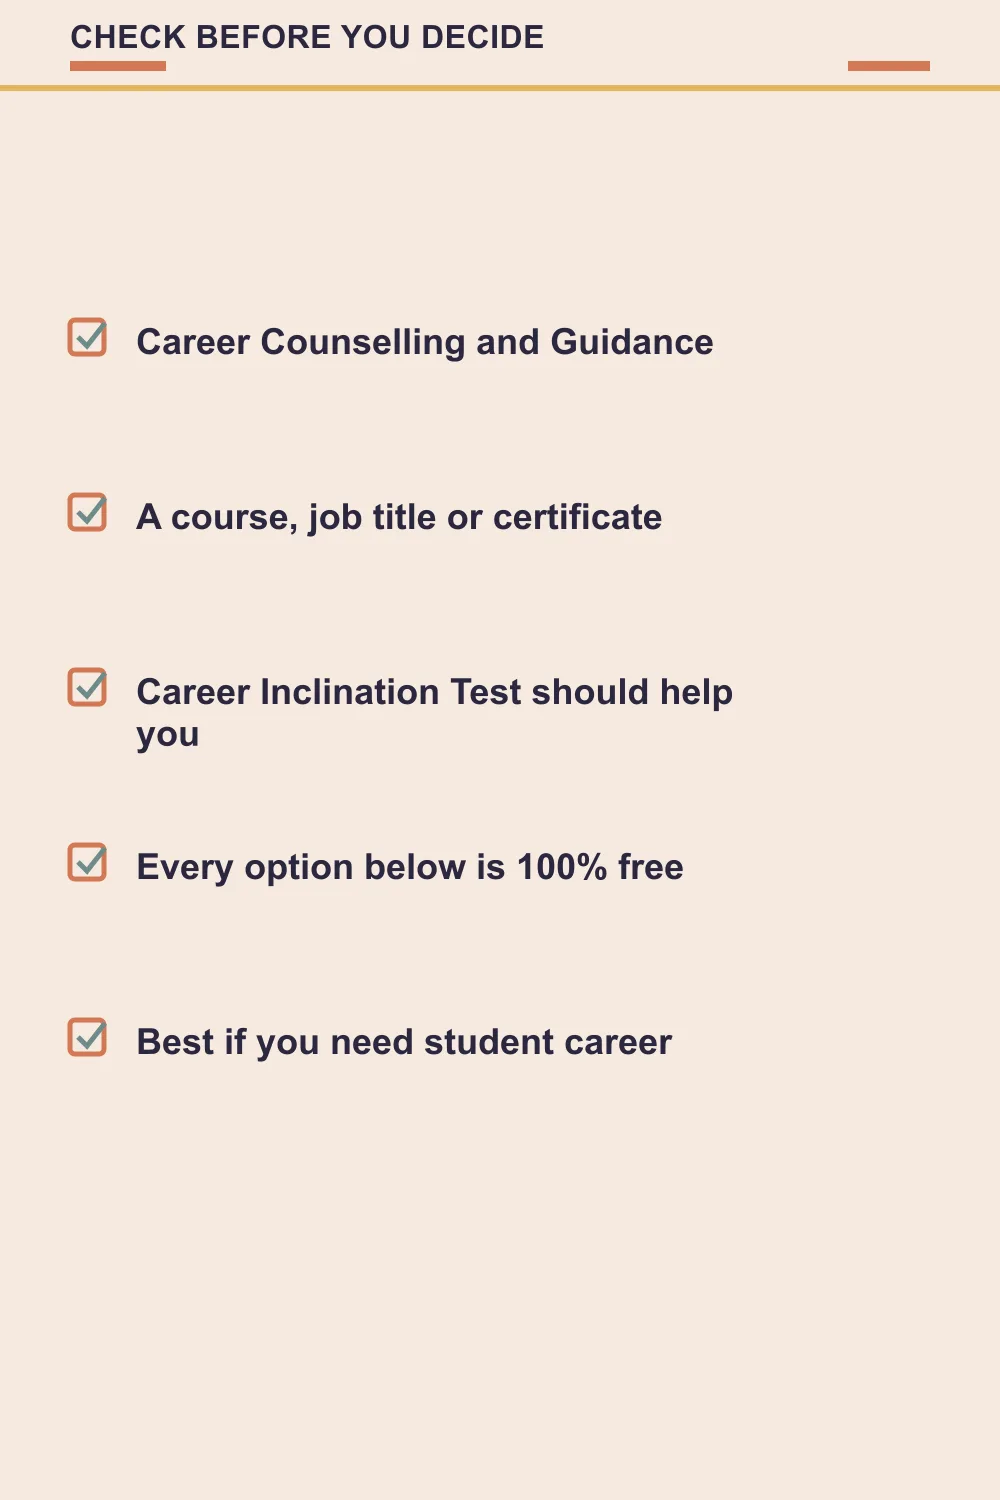 CHECK BEFORE YOU DECIDE
Career Counselling and Guidance
A course, job title or certificate
Career Inclination Test should help
you
Every option below is 100% free
Best if you need student career